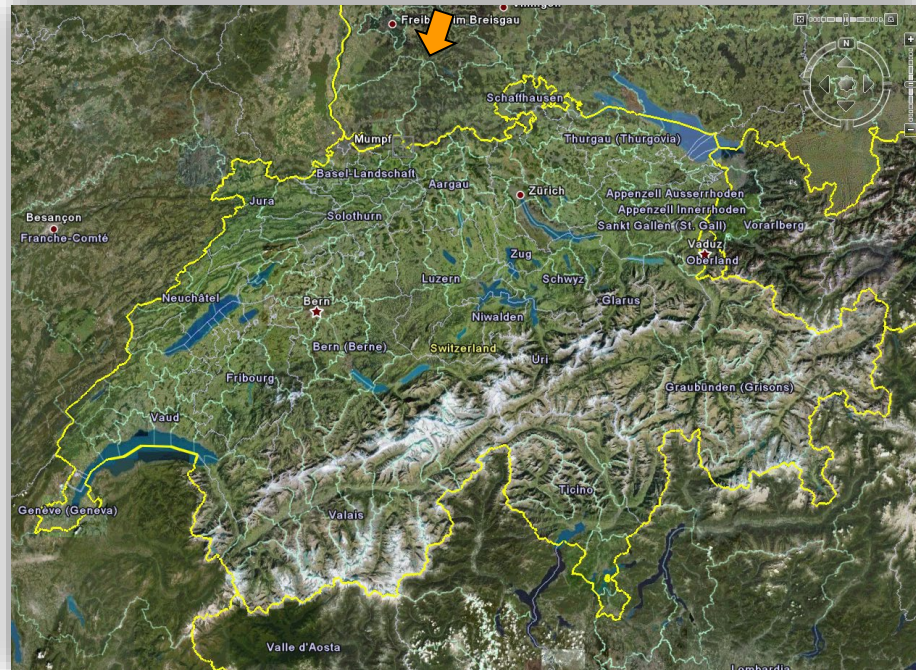 Freib im Breisgau
N
Schaffhausen
Mumpf
Thurgau (Thurgovia)
Basel-Landschaft
Aargau
Zürich
Jura
Appenzell Ausserrhoden
Solothurn
Appenzell Innerrhoden
Besançon
Sankt Gallen (St. Gall)
Vorarlberg
Franche-Comté
Vaduz
Zug
Oberland
Luzern
Schwyz
Neuchâtel
Bern
Glarus
Niwalden
Bern (Berne)
Switzerland
Uri
Fribourg
Graubünden (Grisons)
Vaud
Ticino
Genève (Geneva)
Valais
Valle d'Aosta
Lombardia